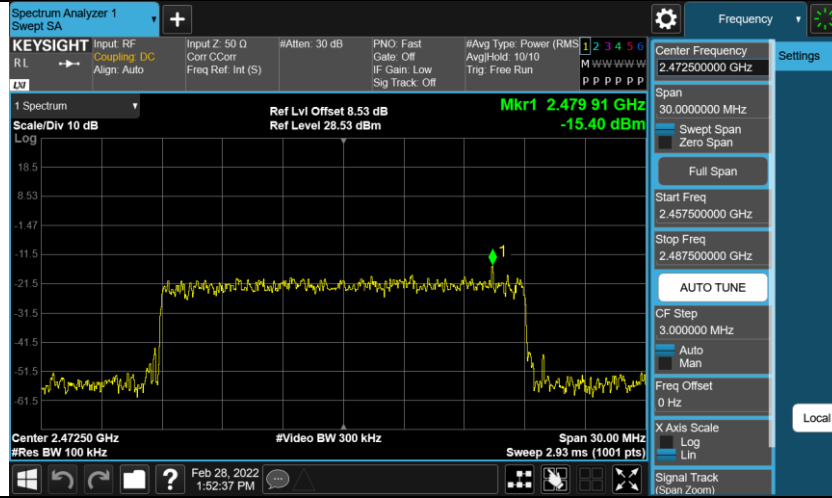 Spectrum Analyzer 1
Swept SA
+
Frequency
KEYSIGHT
RL
LXI
Input: RF
Coupling: DC
Align: Auto
Input Z: 50 Ω
Corr CCorr
Freq Ref: Int (S)
#Atten: 30 dB
PNO: Fast
Gate: Off
IF Gain: Low
Sig Track: Off
#Avg Type: Power (RMS
Avg|Hold: 10/10
Trig: Free Run
1 2 3 4 5 6
M W W W W W
P P P P P P
Center Frequency
2.472500000 GHz
Settings
1 Spectrum
Scale/Div 10 dB
Log
Ref Lvl Offset 8.53 dB
Ref Level 28.53 dBm
Mkr1 2.479 91 GHz
-15.40 dBm
Span
30.0000000 MHz
Swept Span
Zero Span
Full Span
Start Freq
2.457500000 GHz
Stop Freq
2.487500000 GHz
AUTO TUNE
CF Step
3.000000 MHz
Auto
Man
Freq Offset
0 Hz
X Axis Scale
Log
Lin
Signal Track
(Span Zoom)
Local
18.5
8.53
-1.47
-11.5
-21.5
-31.5
-41.5
-51.5
-61.5
1
Center 2.47250 GHz
#Res BW 100 kHz
#Video BW 300 kHz
Span 30.00 MHz
Sweep 2.93 ms (1001 pts)
?
Feb 28, 2022
1:52:37 PM